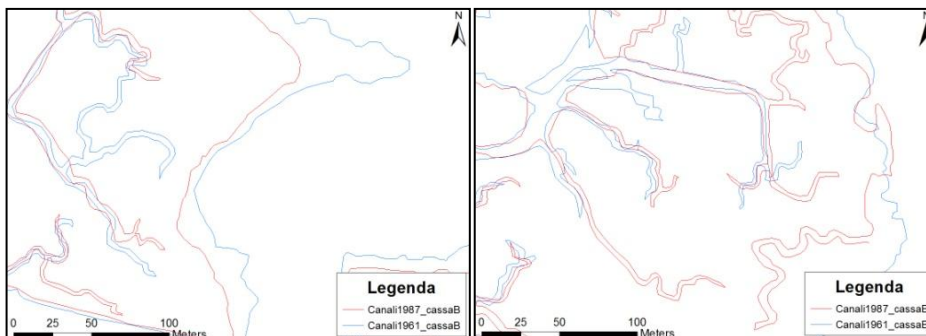 N
Legenda
Canali1987_cassaB
Canali1961_cassaB
0 25 50 100
Meters
N
Legenda
Canali1987_cassaB
Canali1961_cassaB
0 25 50 100
Meters